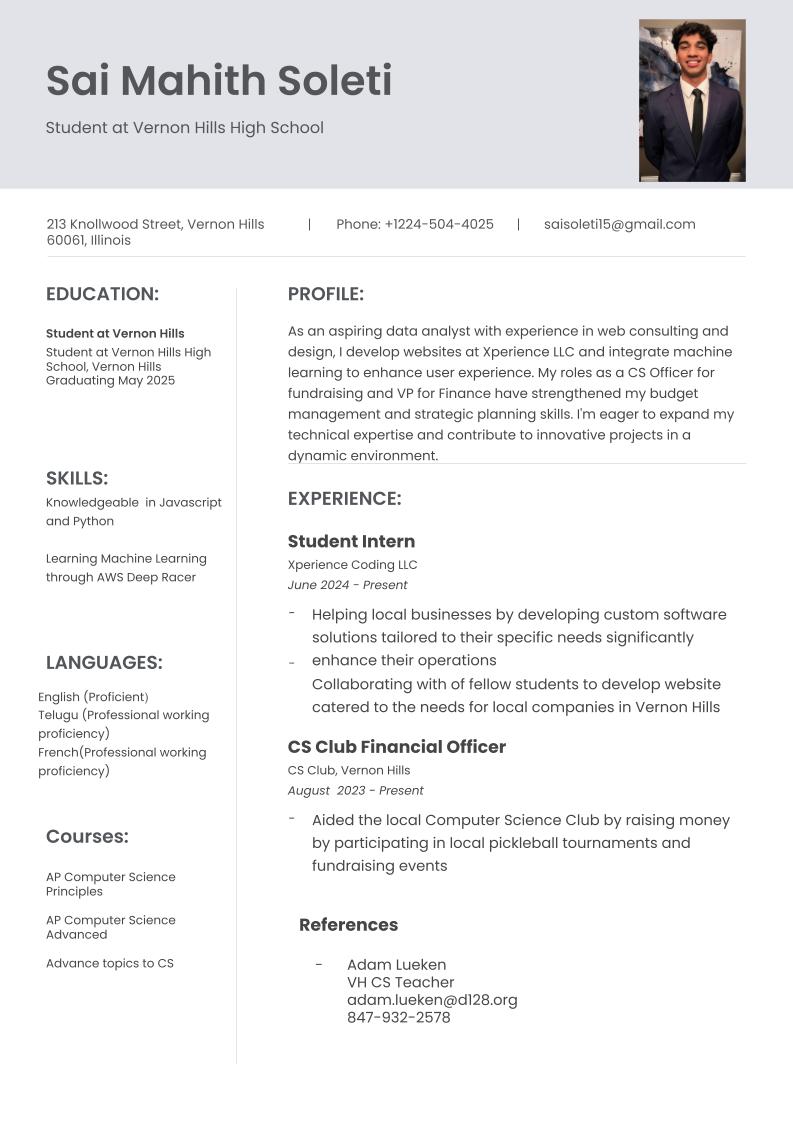 Sai Mahith Soleti
Student at Vernon Hills High School
213 Knollwood Street, Vernon Hills
60061, Illinois
|
Phone: +1224-504-4025
|
saisoleti15@gmail.com
EDUCATION:
Student at Vernon Hills
Student at Vernon Hills High
School, Vernon Hills
Graduating May 2025
SKILLS:
Knowledgeable  in Javascript
and Python
Learning Machine Learning
through AWS Deep Racer
LANGUAGES:
English (Proficient)
Telugu (Professional working
proficiency)
French(Professional working
proficiency)
Courses:
AP Computer Science
Principles
AP Computer Science
Advanced
Advance topics to CS
PROFILE:
As an aspiring data analyst with experience in web consulting and
design, I develop websites at Xperience LLC and integrate machine
learning to enhance user experience. My roles as a CS Officer for
fundraising and VP for Finance have strengthened my budget
management and strategic planning skills. I'm eager to expand my
technical expertise and contribute to innovative projects in a
dynamic environment.
EXPERIENCE:
Student Intern
Xperience Coding LLC
June 2024 - Present
- Helping local businesses by developing custom software
solutions tailored to their specific needs significantly
- enhance their operations
Collaborating with of fellow students to develop website
catered to the needs for local companies in Vernon Hills
CS Club Financial Officer
CS Club, Vernon Hills
August  2023 - Present
- Aided the local Computer Science Club by raising money
by participating in local pickleball tournaments and
fundraising events
References
- Adam Lueken
VH CS Teacher
adam.lueken@d128.org
847-932-2578